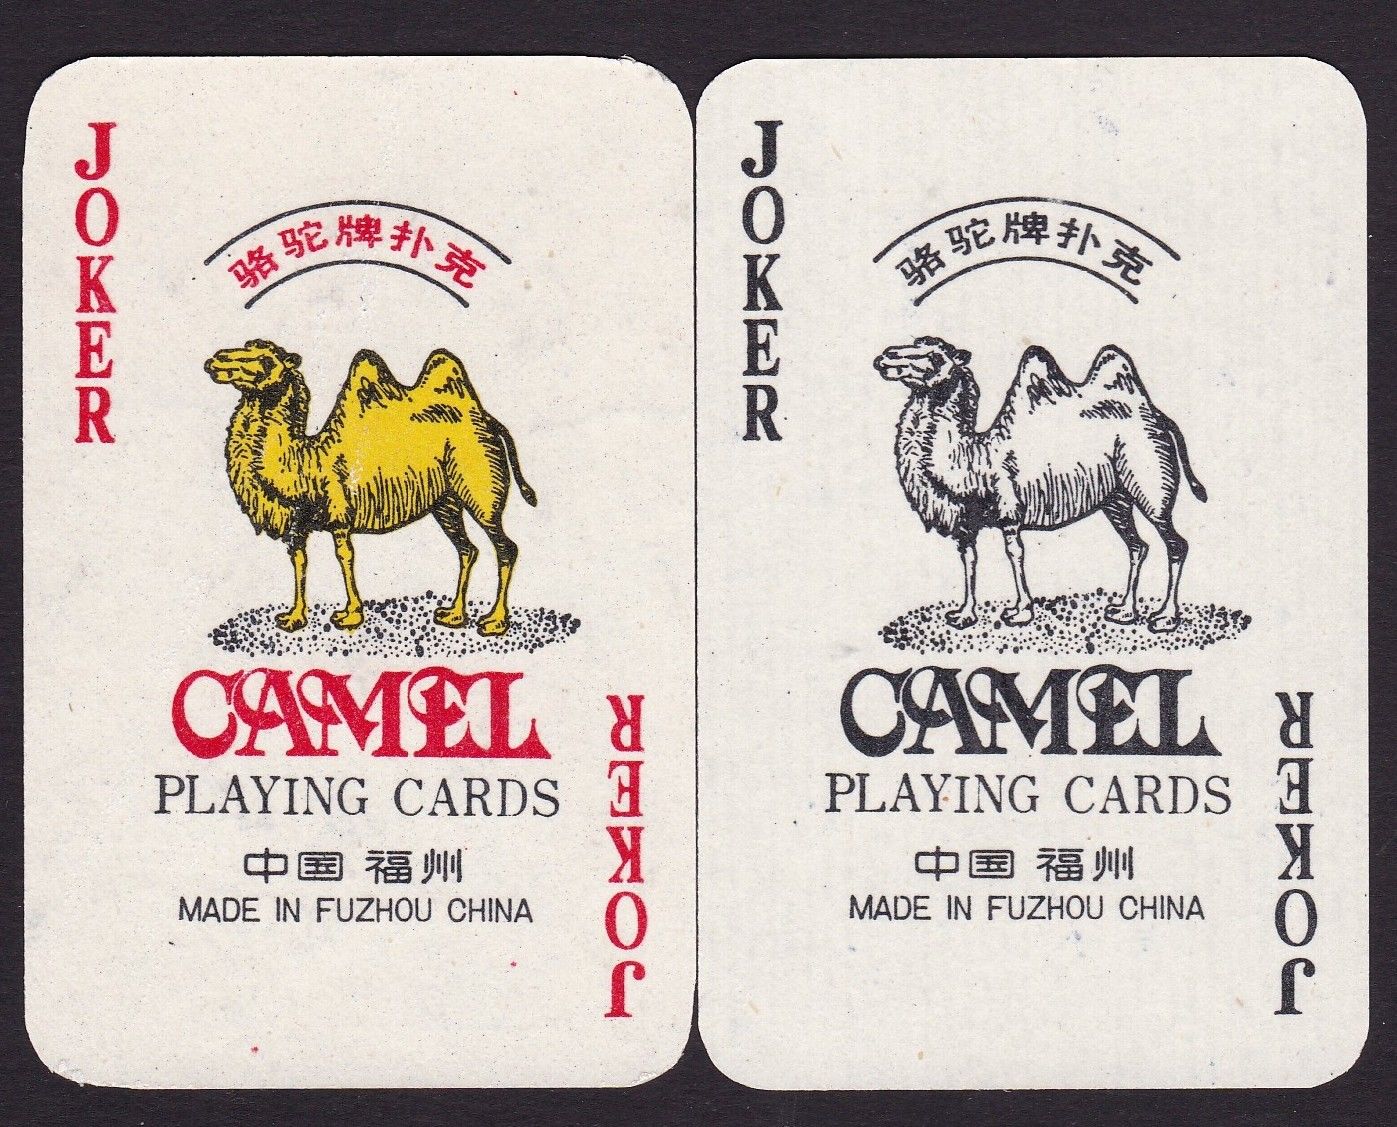 JOKER
骆驼牌扑克
CAMEL
PLAYING CARDS
中国 福州
MADE IN FUZHOU CHINA
JOKER
JOKER
骆驼牌扑克
CAMEL
PLAYING CARDS
中国 福州
MADE IN FUZHOU CHINA
JOKER